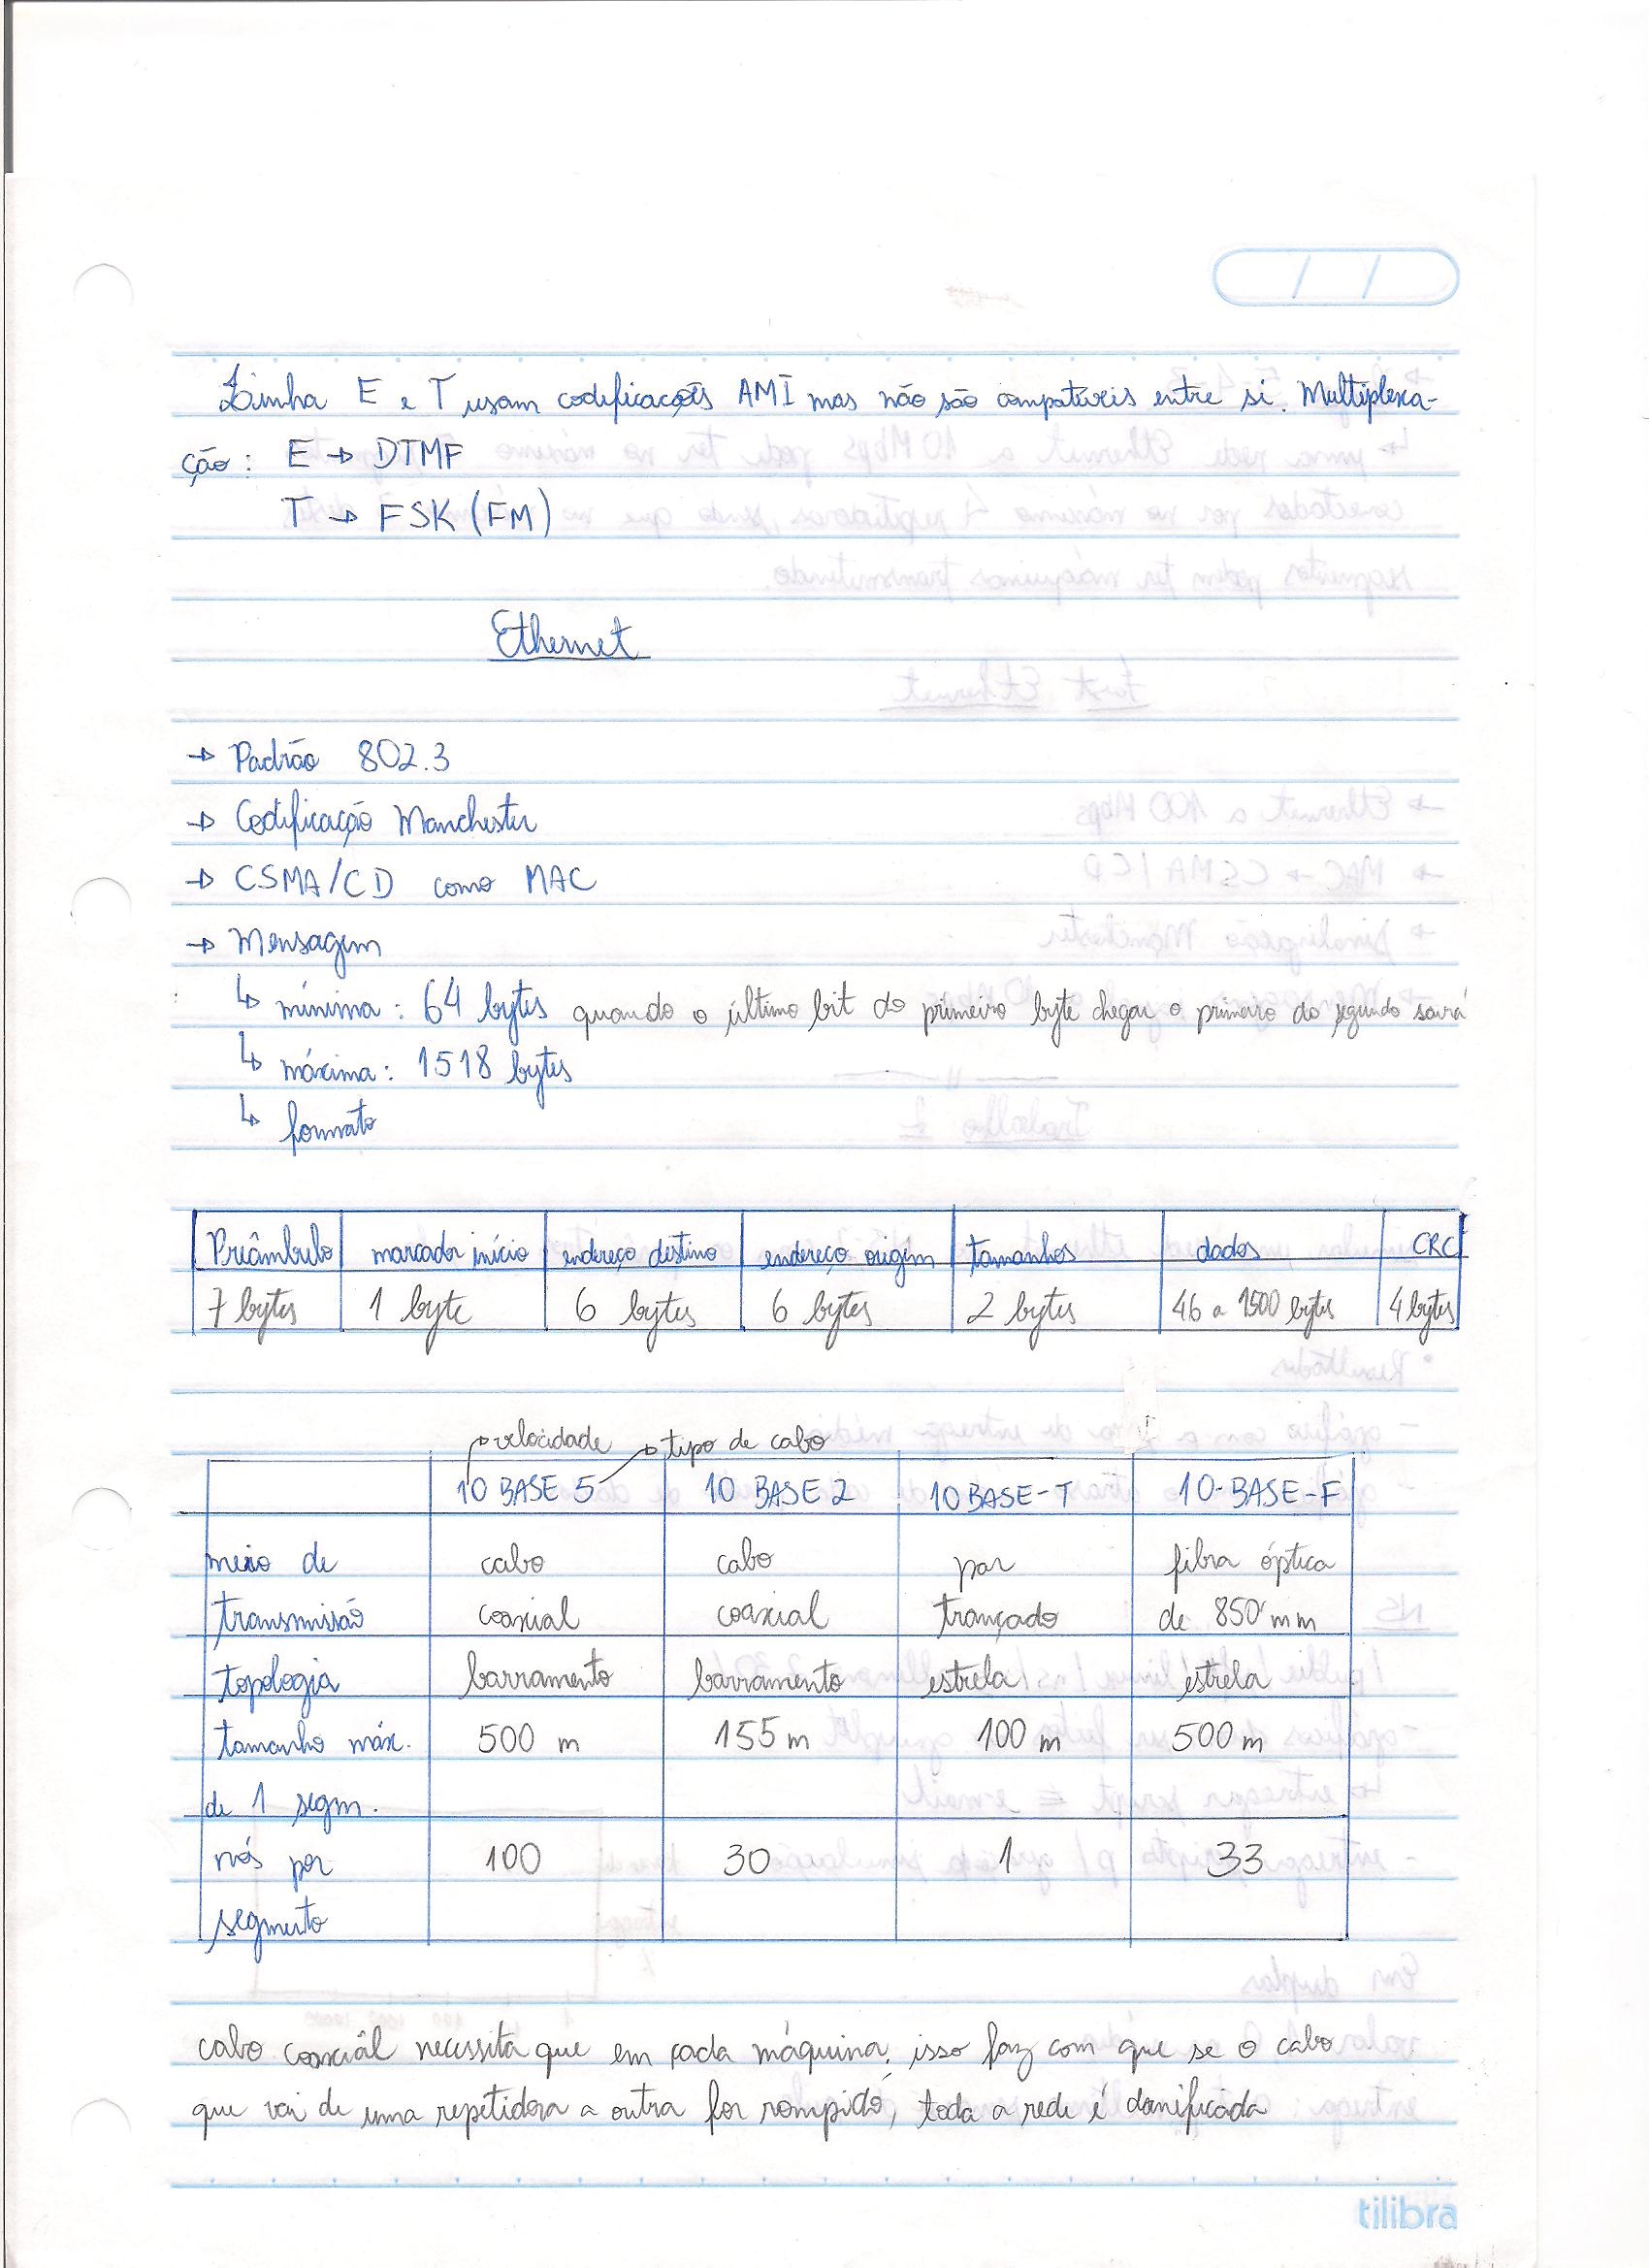 Linha E e T usam codificacações AMI mas não são compatíveis entre si. Multiplexa-
ção: E → DTMF
T → FSK (FM)
Ethernet
→ Padrão 802.3
→ Codificação Manchester
→ CSMA/CD como MAC
→ Mensagem
↳ mínima: 64 bytes quando o último bit do primeiro byte chegar o primeiro do segundo sairá
↳ máxima: 1518 bytes
↳ formato
Preâmbulo marcador início endereço destino endereço origem tamanhos dados CRC
7 bytes 1 byte 6 bytes 6 bytes 2 bytes 46 a 1500 bytes 4 bytes
→ velocidade → tipo de cabo
10 BASE 5 10 BASE 2 10 BASE-T 10-BASE-F
meio de cabo cabo par fibra óptica
transmissão coaxial coaxial trançado de 850 mm
topologia barramento barramento estrela estrela
tamanho máx. 500 m 155 m 100 m 500 m
de 1 segm.
nós por 100 30 1 33
segmento
cabo coaxiâl necessita que em cada máquina, isso faz com que se o cabo
que vai de uma repetidora a outra for rompido, toda a rede é danificada
tilibra